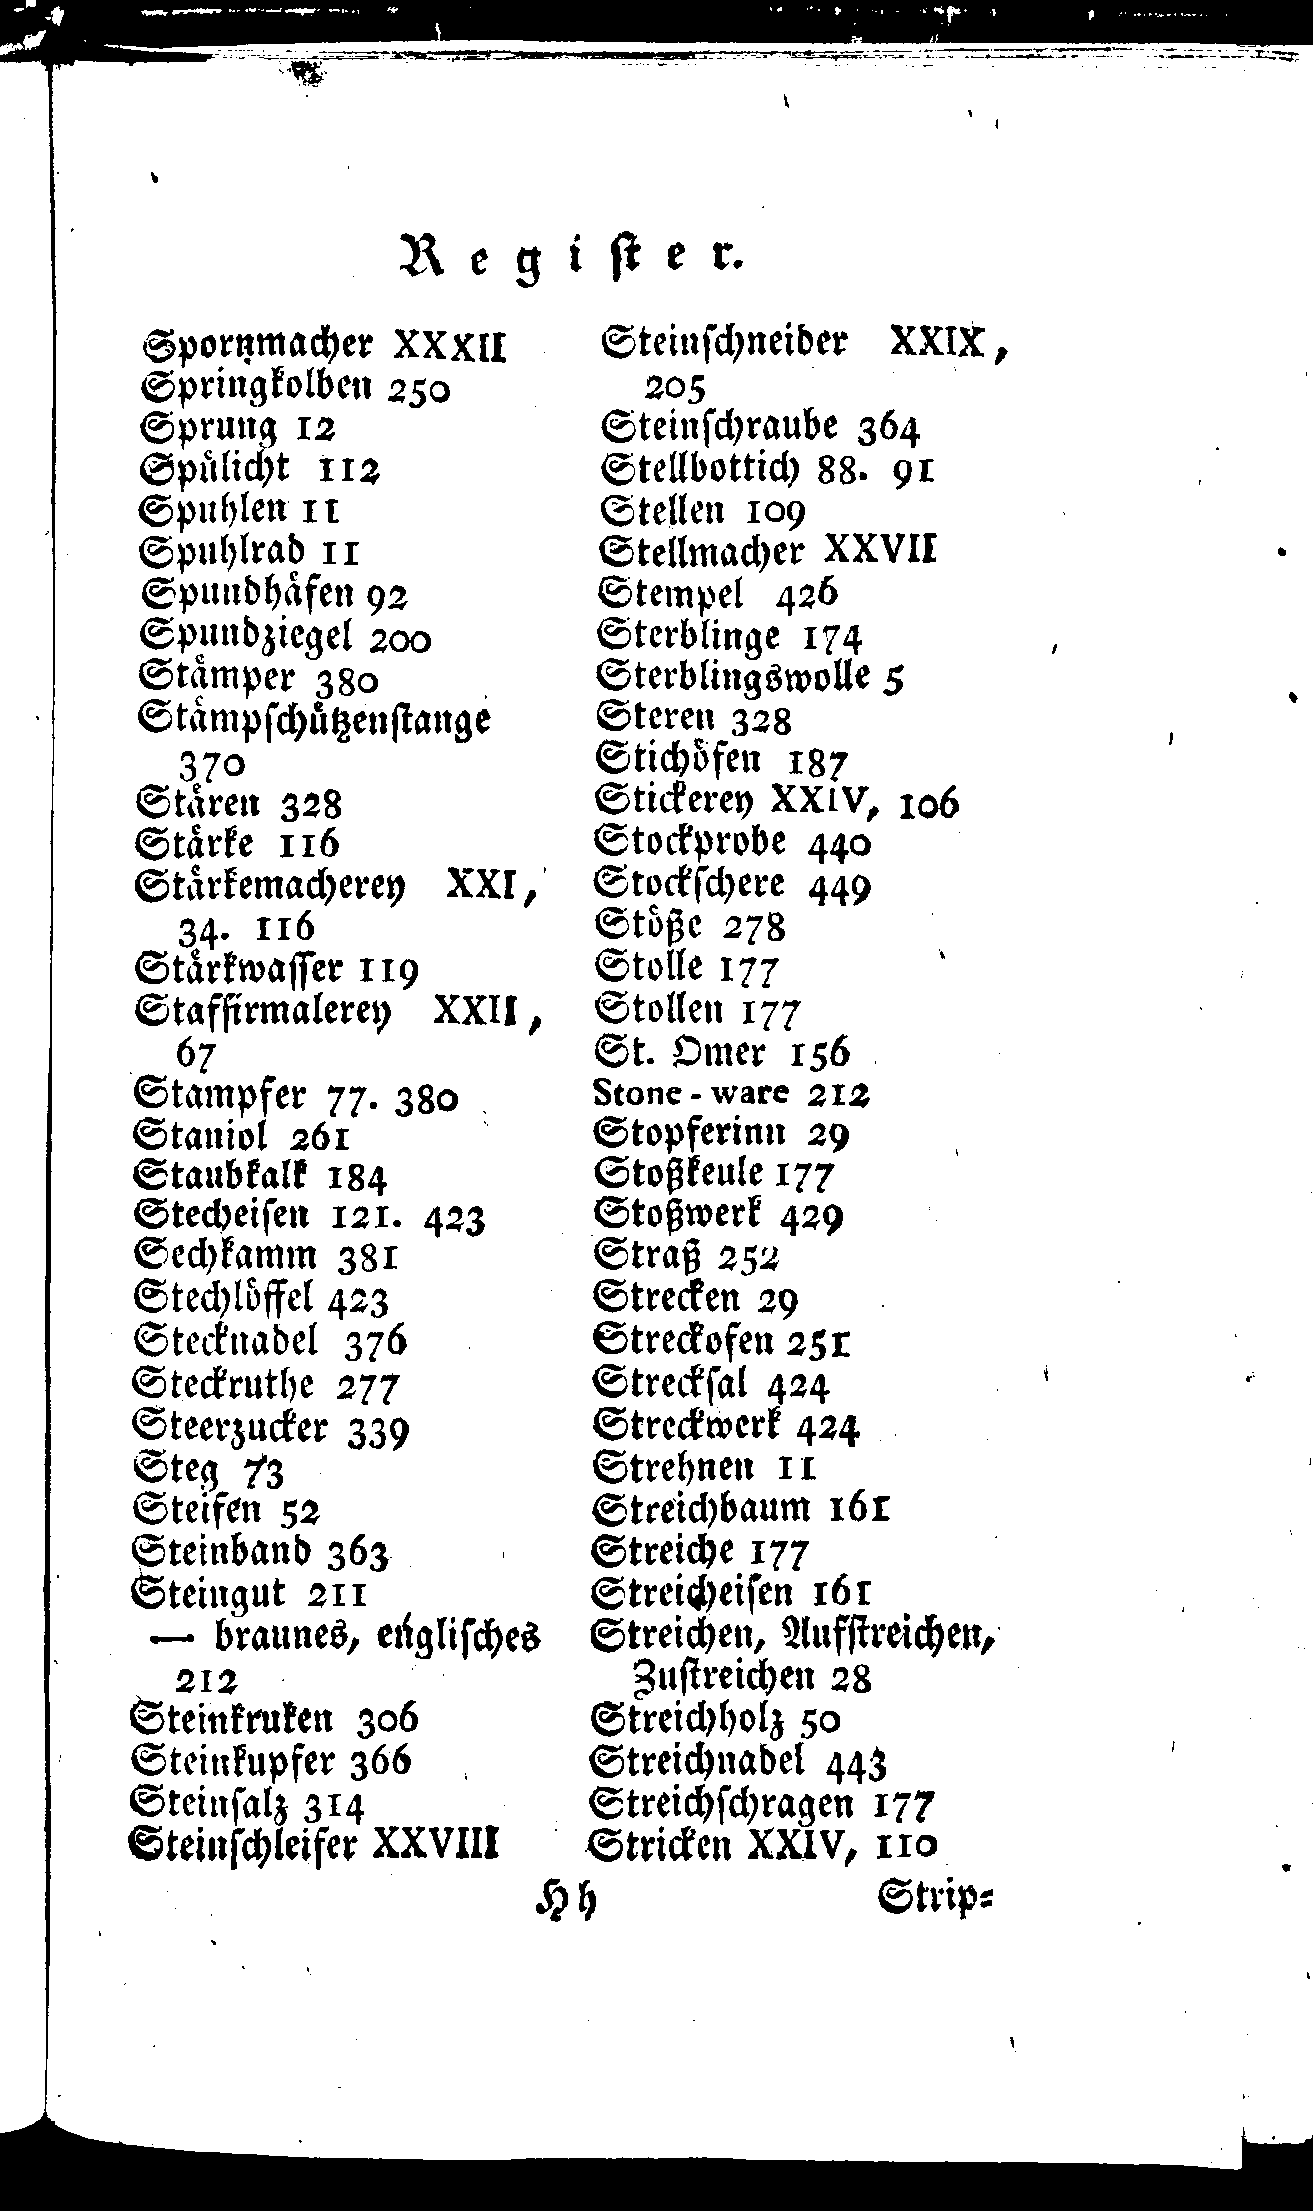 Register.
Spornmacher XXXII
Springkolben 250
Sprung 12
Spülicht 112
Spuhlen 11
Spuhlrad 11
Spundhäfen 92
Spundziegel 200
Stämper 380
Stämpschützenstange
370
Stären 328
Stärke 116
Stärkemacherey XXI,
34. 116
Stärkwasser 119
Staffirmalerey XXII,
67
Stampfer 77. 380
Staniol 261
Staubkalk 184
Stecheisen 121. 423
Sechkamm 381
Stechlöffel 423
Stecknadel 376
Steckruthe 277
Steerzucker 339
Steg 73
Steifen 52
Steinband 363
Steingut 211
— braunes, englisches
212
Steinkruken 306
Steinkupfer 366
Steinsalz 314
Steinschleifer XXVIII
Steinschneider XXIX,
205
Steinschraube 364
Stellbottich 88. 91
Stellen 109
Stellmacher XXVII
Stempel 426
Sterblinge 174
Sterblingswolle 5
Steren 328
Stichöfen 187
Stickerey XXIV, 106
Stockprobe 440
Stockschere 449
Stöße 278
Stolle 177
Stollen 177
St. Omer 156
Stone-ware 212
Stopferinn 29
Stoßkeule 177
Stoßwerk 429
Straß 252
Strecken 29
Streckofen 251
Strecksal 424
Streckwerk 424
Strehnen 11
Streichbaum 161
Streiche 177
Streicheisen 161
Streichen, Aufstreichen,
Zustreichen 28
Streichholz 50
Streichnadel 443
Streichschragen 177
Stricken XXIV, 110
Hh Strip=